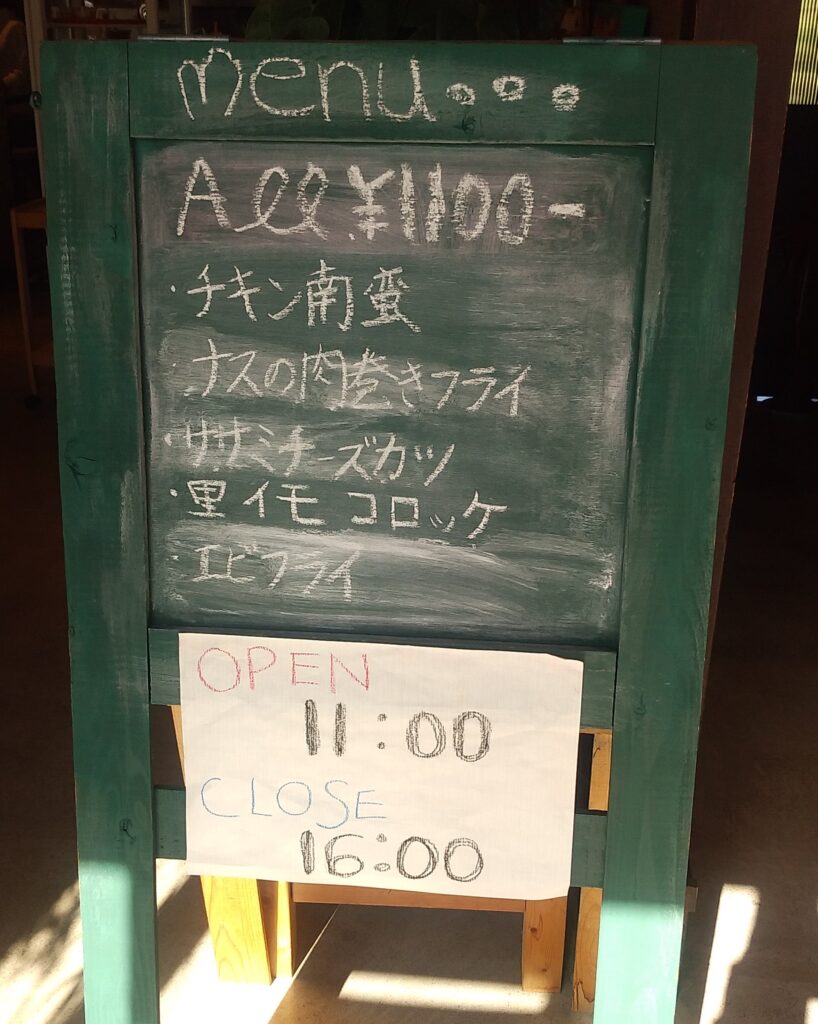 menu...
All ¥1100-
・チキン南蛮
・ナスの肉巻きフライ
・ササミチーズカツ
・里イモコロッケ
・エビフライ
OPEN
11:00
CLOSE
16:00